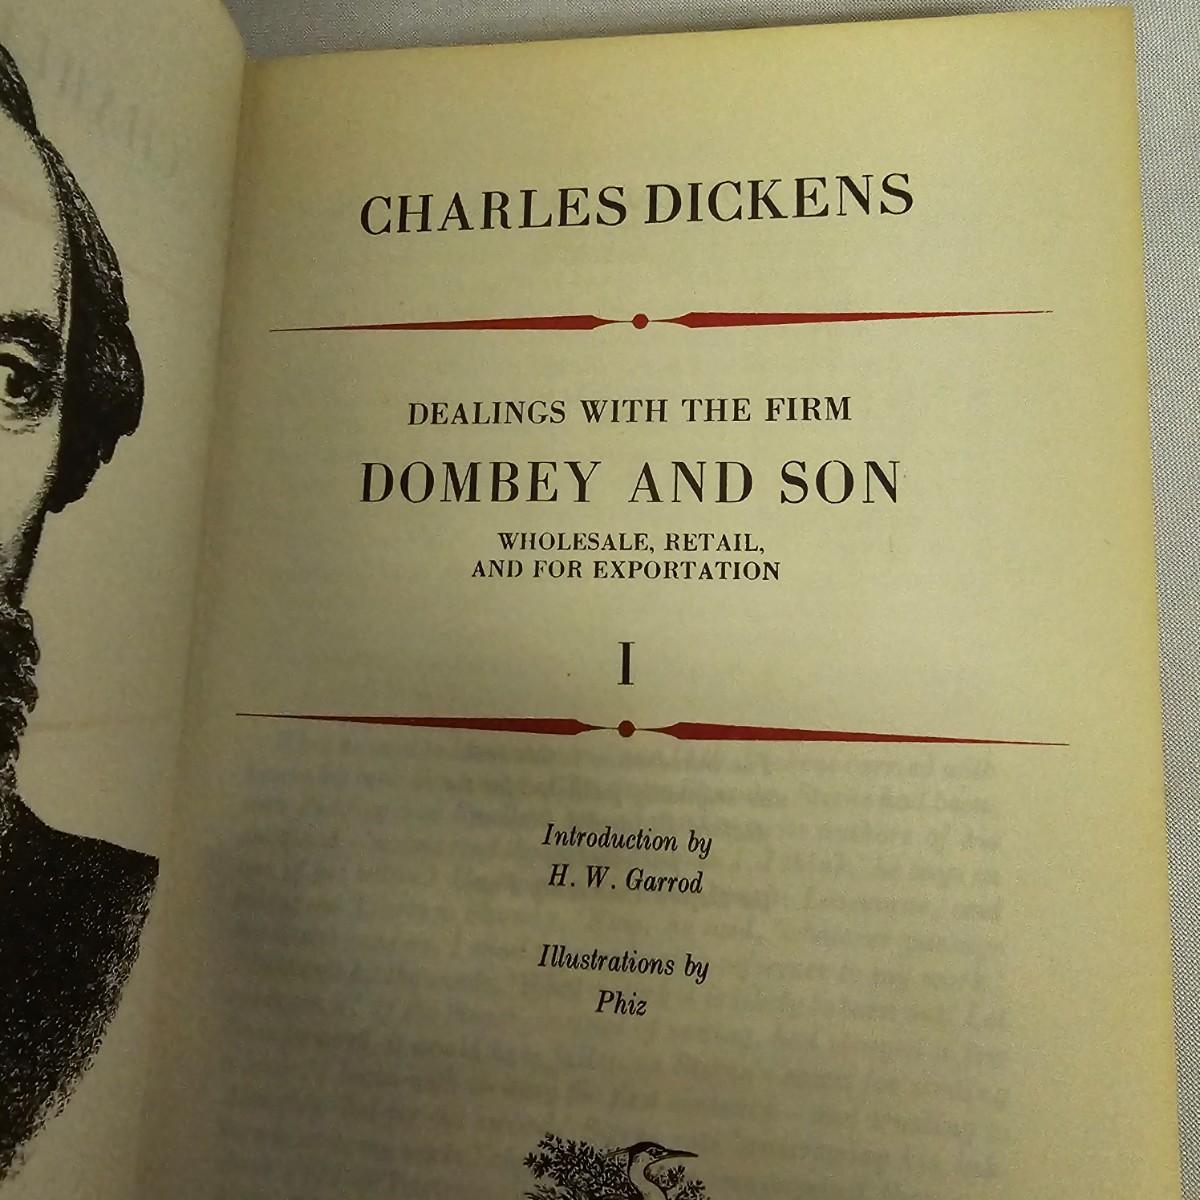 CHARLES DICKENS
DEALINGS WITH THE FIRM
DOMBEY AND SON
WHOLESALE, RETAIL,
AND FOR EXPORTATION
I
Introduction by
H. W. Garrod
Illustrations by
Phiz